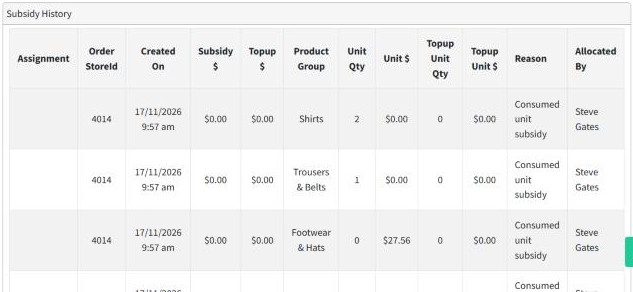 Subsidy History
Assignment Order StoreId Created On Subsidy $ Topup $ Product Group Unit Qty Unit $ Topup Unit Qty Topup Unit $ Reason Allocated By
4014 17/11/2026 9:57 am $0.00 $0.00 Shirts 2 $0.00 0 $0.00 Consumed unit subsidy Steve Gates
4014 17/11/2026 9:57 am $0.00 $0.00 Trousers & Belts 1 $0.00 0 $0.00 Consumed unit subsidy Steve Gates
4014 17/11/2026 9:57 am $0.00 $0.00 Footwear & Hats 0 $27.56 0 $0.00 Consumed unit subsidy Steve Gates
Consumed